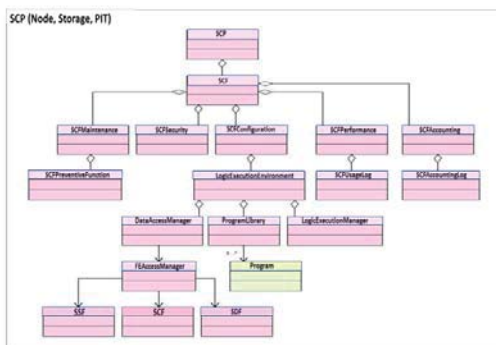 SCP (Node, Storage, PIT)
SCP
SCF
SCFMaintenance
SCFSecurity
SCFConfiguration
SCFPerformance
SCFAccounting
SCFPreventiveFunction
LogicExecutionEnvironment
SCFUsageLog
SCFAccountingLog
DataAccessManager
ProgramLibrary
LogicExecutionManager
FEAccessManager
Program
SSF
SCF
SDF